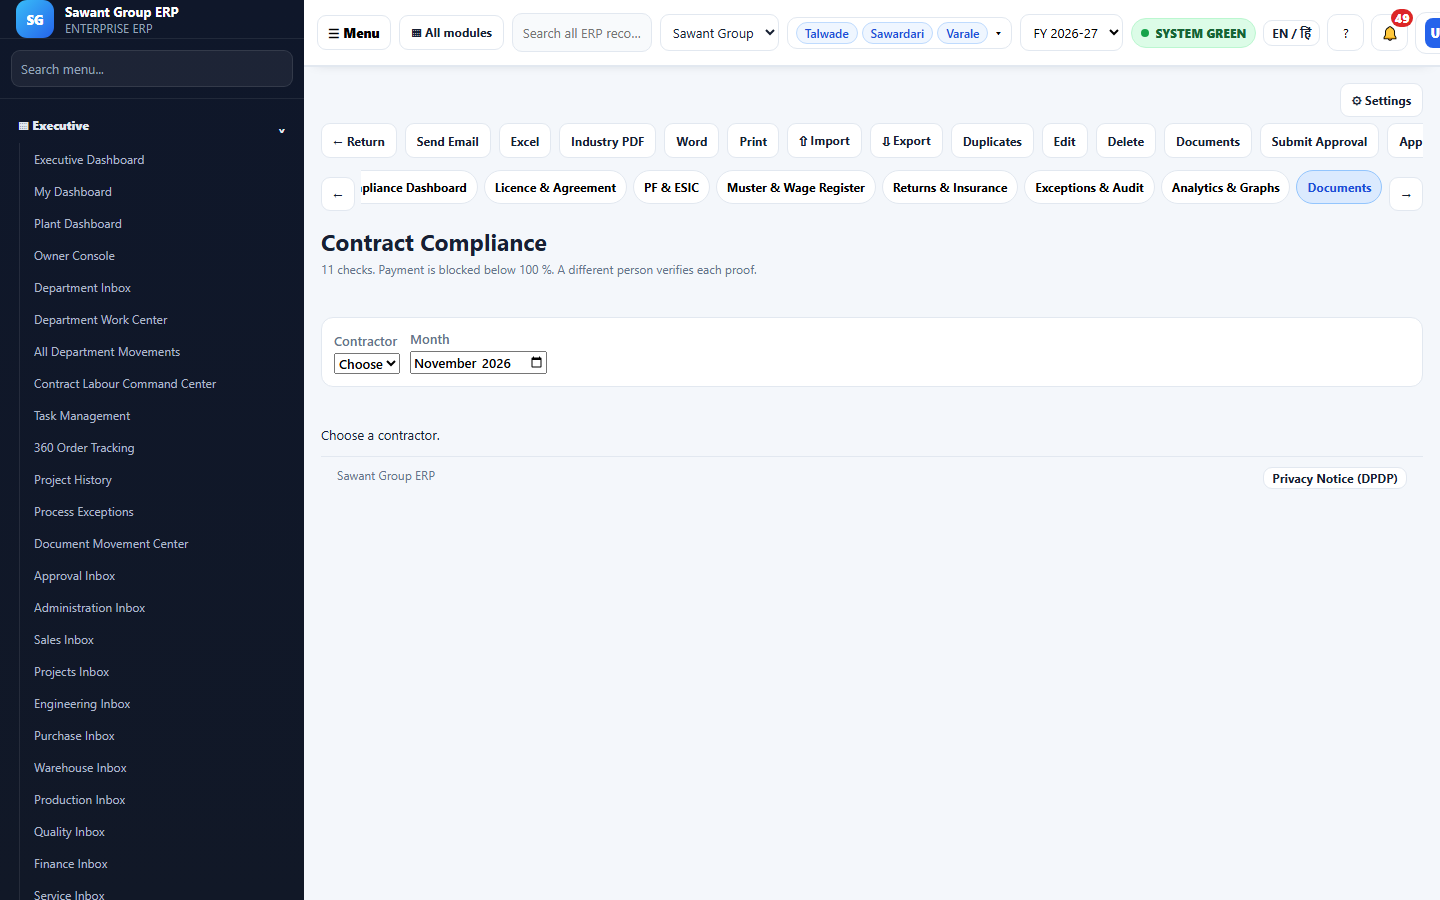 SG
Sawant Group ERP
ENTERPRISE ERP
Search menu...
Executive
Executive Dashboard
My Dashboard
Plant Dashboard
Owner Console
Department Inbox
Department Work Center
All Department Movements
Contract Labour Command Center
Task Management
360 Order Tracking
Project History
Process Exceptions
Document Movement Center
Approval Inbox
Administration Inbox
Sales Inbox
Projects Inbox
Engineering Inbox
Purchase Inbox
Warehouse Inbox
Production Inbox
Quality Inbox
Finance Inbox
Service Inbox
☰ Menu
All modules
Search all ERP reco...
Sawant Group
Talwade
Sawardari
Varale
FY 2026-27
SYSTEM GREEN
EN / हिं
?
49
U
⚙ Settings
← Return
Send Email
Excel
Industry PDF
Word
Print
⇧ Import
⇩ Export
Duplicates
Edit
Delete
Documents
Submit Approval
App
←
pliance Dashboard
Licence & Agreement
PF & ESIC
Muster & Wage Register
Returns & Insurance
Exceptions & Audit
Analytics & Graphs
Documents
→
Contract Compliance
11 checks. Payment is blocked below 100 %. A different person verifies each proof.
Contractor
Month
Choose
November 2026
Choose a contractor.
Sawant Group ERP
Privacy Notice (DPDP)